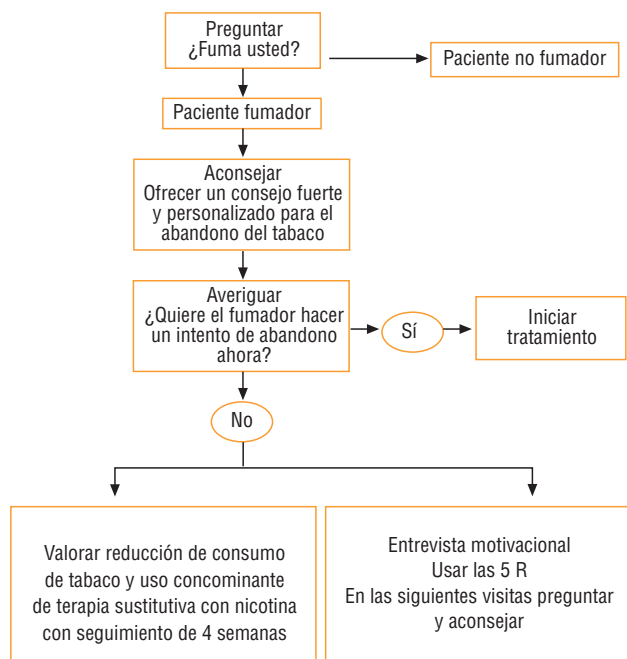 Preguntar
¿Fuma usted?
Paciente no fumador
Paciente fumador
Aconsejar
Ofrecer un consejo fuerte
y personalizado para el
abandono del tabaco
Averiguar
¿Quiere el fumador hacer
un intento de abandono
ahora?
Sí
Iniciar
tratamiento
No
Valorar reducción de consumo
de tabaco y uso concominante
de terapia sustitutiva con nicotina
con seguimiento de 4 semanas
Entrevista motivacional
Usar las 5 R
En las siguientes visitas preguntar
y aconsejar